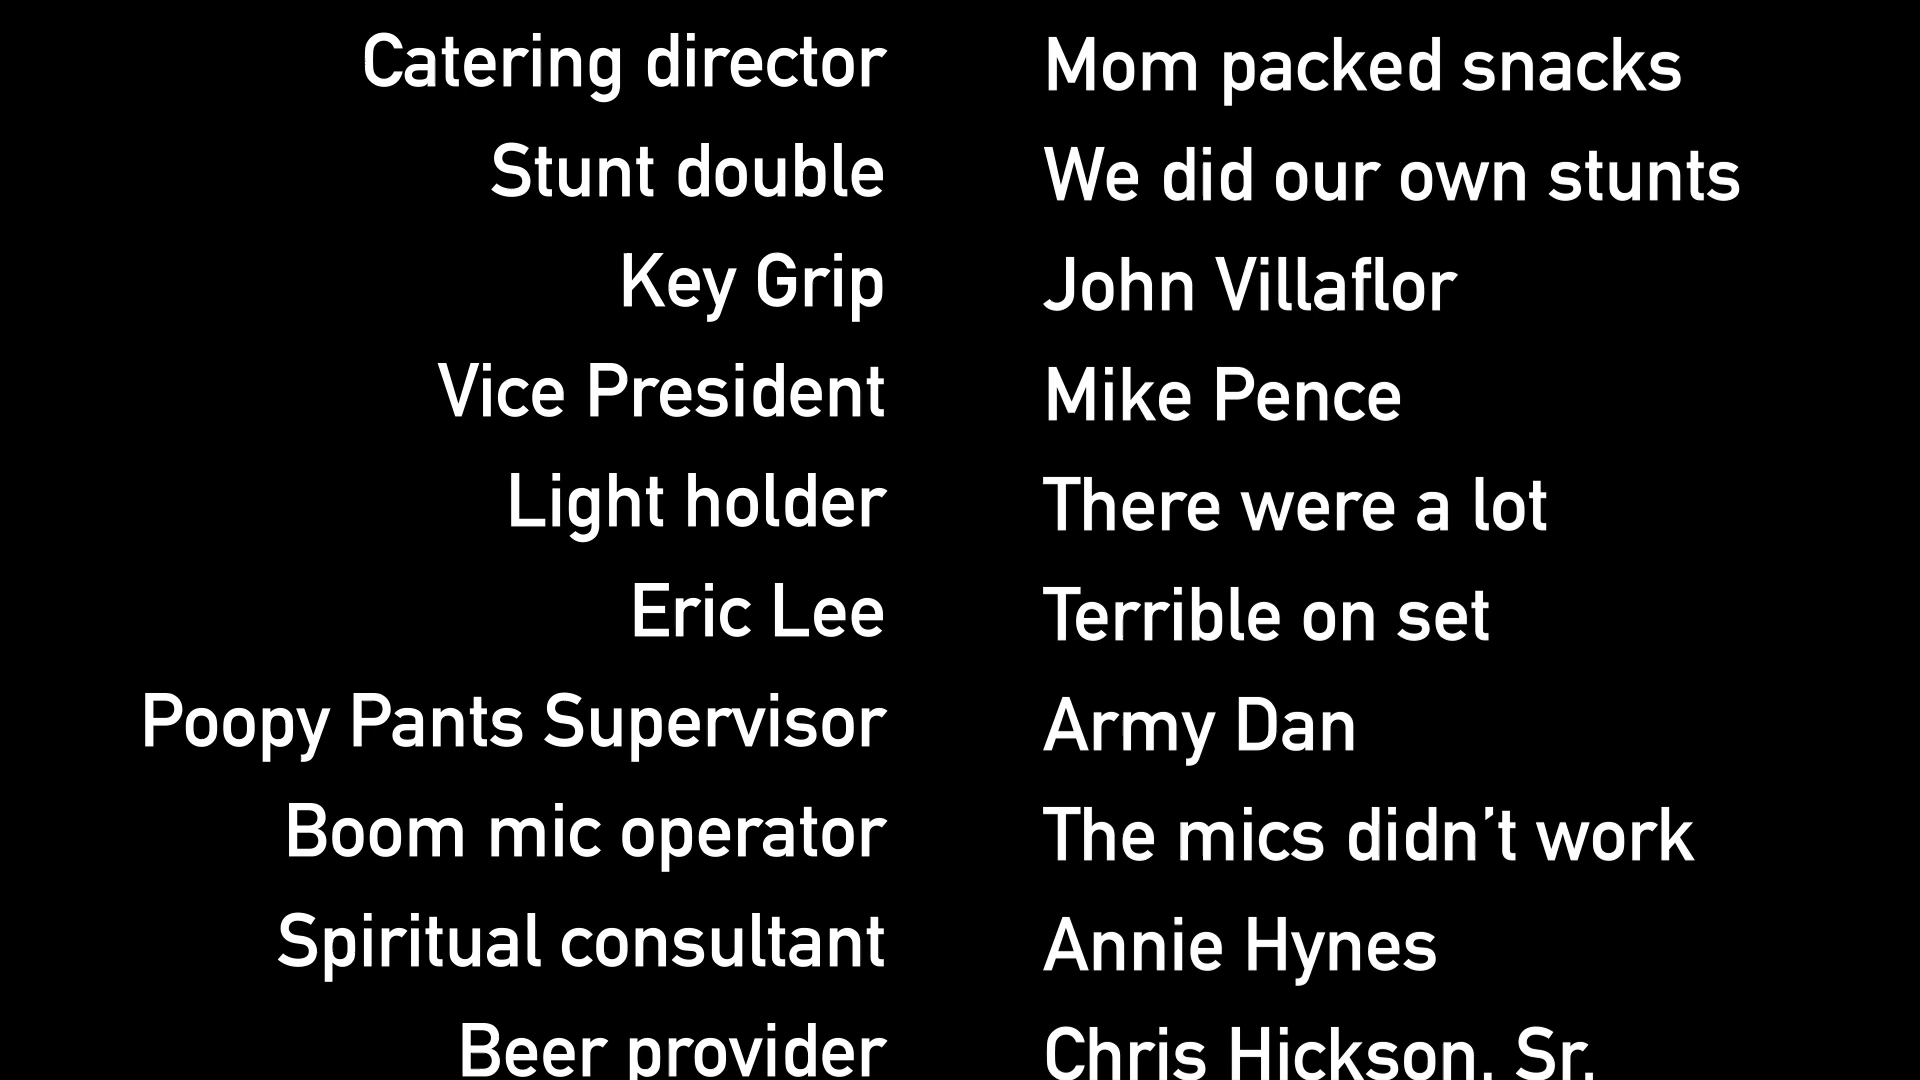 Catering director Mom packed snacks
Stunt double We did our own stunts
Key Grip John Villaflor
Vice President Mike Pence
Light holder There were a lot
Eric Lee Terrible on set
Poopy Pants Supervisor Army Dan
Boom mic operator The mics didn’t work
Spiritual consultant Annie Hynes
Beer provider Chris Hickson, Sr.